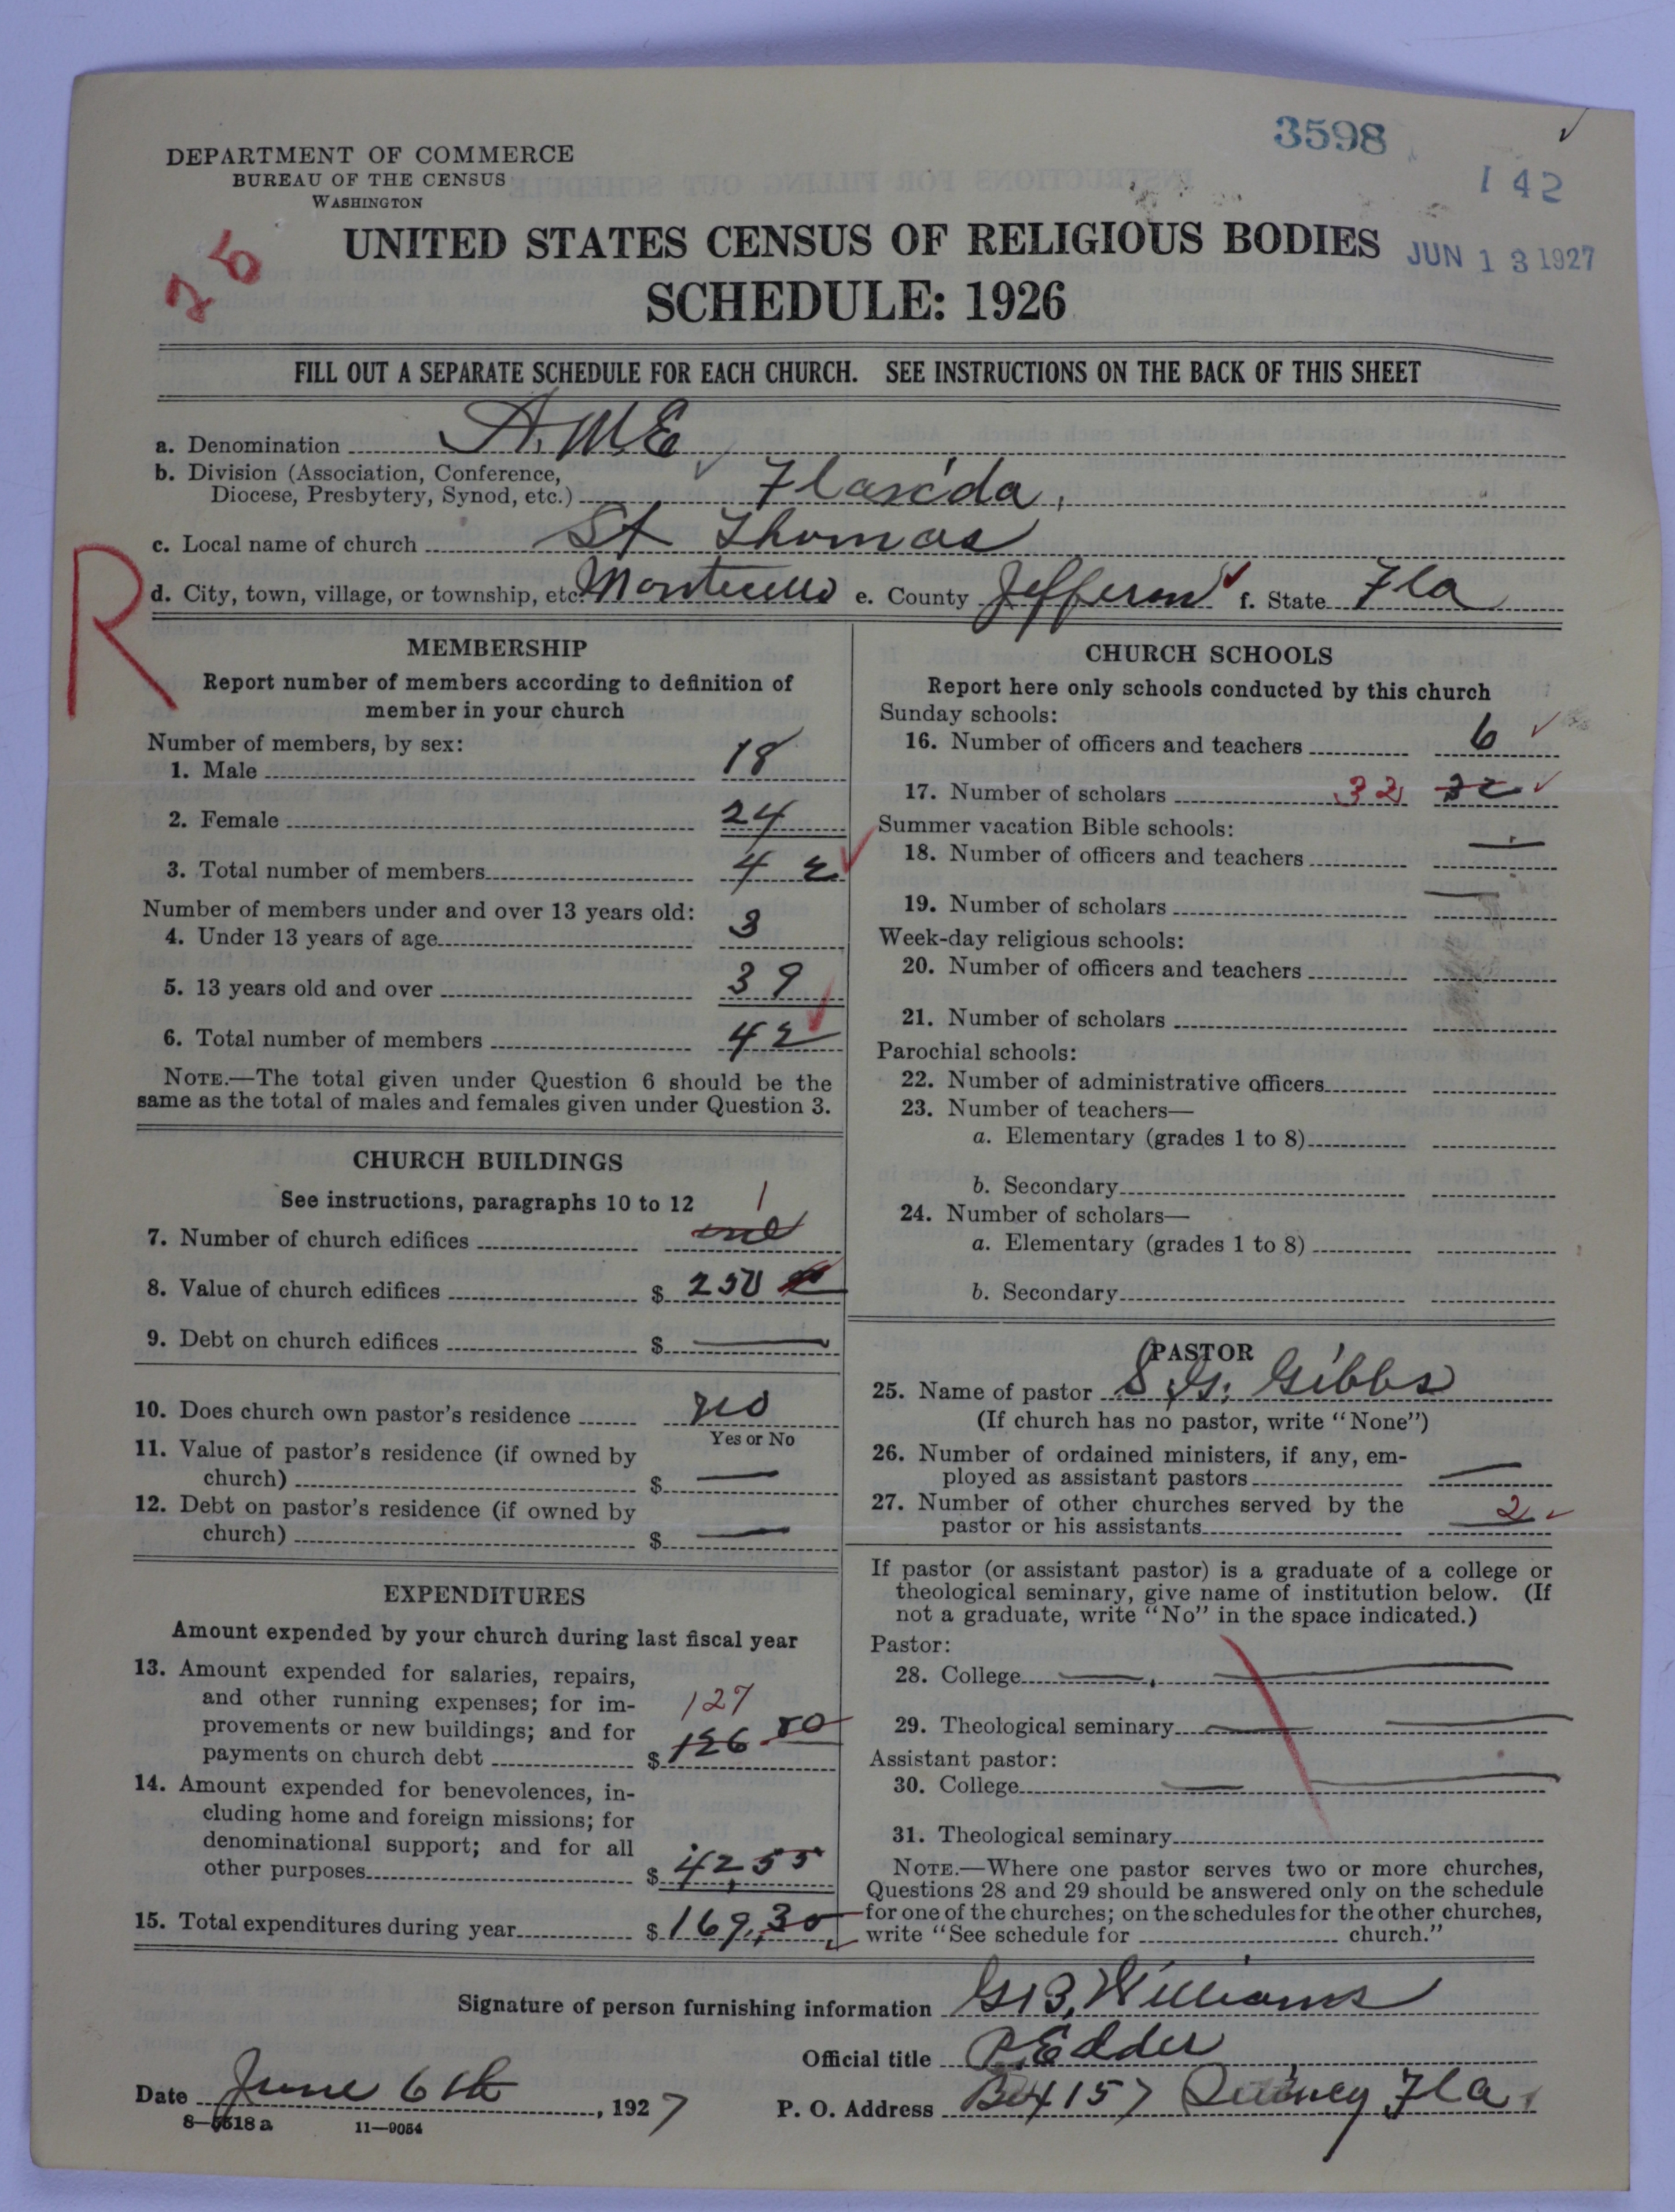 3598
142
DEPARTMENT OF COMMERCE
BUREAU OF THE CENSUS
WASHINGTON
26
UNITED STATES CENSUS OF RELIGIOUS BODIES
JUN 13 1927
SCHEDULE: 1926
FILL OUT A SEPARATE SCHEDULE FOR EACH CHURCH. SEE INSTRUCTIONS ON THE BACK OF THIS SHEET
a. Denomination A.M.E
b. Division (Association, Conference,
Diocese, Presbytery, Synod, etc.) Florida,
c. Local name of church St Thomas
R
d. City, town, village, or township, etc. Monticello e. County Jefferson f. State Fla
MEMBERSHIP
Report number of members according to definition of
member in your church
Number of members, by sex:
1. Male 18
2. Female 24
3. Total number of members 42
Number of members under and over 13 years old:
4. Under 13 years of age 3
5. 13 years old and over 39
6. Total number of members 42
NOTE.—The total given under Question 6 should be the
same as the total of males and females given under Question 3.
CHURCH BUILDINGS
See instructions, paragraphs 10 to 12
1
7. Number of church edifices one
8. Value of church edifices $ 250
9. Debt on church edifices $ —
10. Does church own pastor's residence no
Yes or No
11. Value of pastor's residence (if owned by
church) $ —
12. Debt on pastor's residence (if owned by
church) $ —
EXPENDITURES
Amount expended by your church during last fiscal year
13. Amount expended for salaries, repairs,
and other running expenses; for im-
127
provements or new buildings; and for
payments on church debt $ 126 80
14. Amount expended for benevolences, in-
cluding home and foreign missions; for
denominational support; and for all
other purposes $ 42,55
15. Total expenditures during year $ 169,30
CHURCH SCHOOLS
Report here only schools conducted by this church
Sunday schools:
16. Number of officers and teachers 6
17. Number of scholars 32 32
Summer vacation Bible schools:
18. Number of officers and teachers —
19. Number of scholars —
Week-day religious schools:
20. Number of officers and teachers
21. Number of scholars
Parochial schools:
22. Number of administrative officers
23. Number of teachers—
a. Elementary (grades 1 to 8)
b. Secondary
24. Number of scholars—
a. Elementary (grades 1 to 8)
b. Secondary
PASTOR
25. Name of pastor S. G. Gibbs
(If church has no pastor, write "None")
26. Number of ordained ministers, if any, em-
ployed as assistant pastors —
27. Number of other churches served by the
pastor or his assistants 2
If pastor (or assistant pastor) is a graduate of a college or
theological seminary, give name of institution below. (If
not a graduate, write "No" in the space indicated.)
Pastor:
28. College — —
29. Theological seminary — —
Assistant pastor:
30. College — —
31. Theological seminary
NOTE.—Where one pastor serves two or more churches,
Questions 28 and 29 should be answered only on the schedule
for one of the churches; on the schedules for the other churches,
write "See schedule for church."
Signature of person furnishing information G. B. Williams
Official title P. Edder
Date June 6th, 1927
P. O. Address Box 157 Quincy Fla
8—5518 a 11—9054